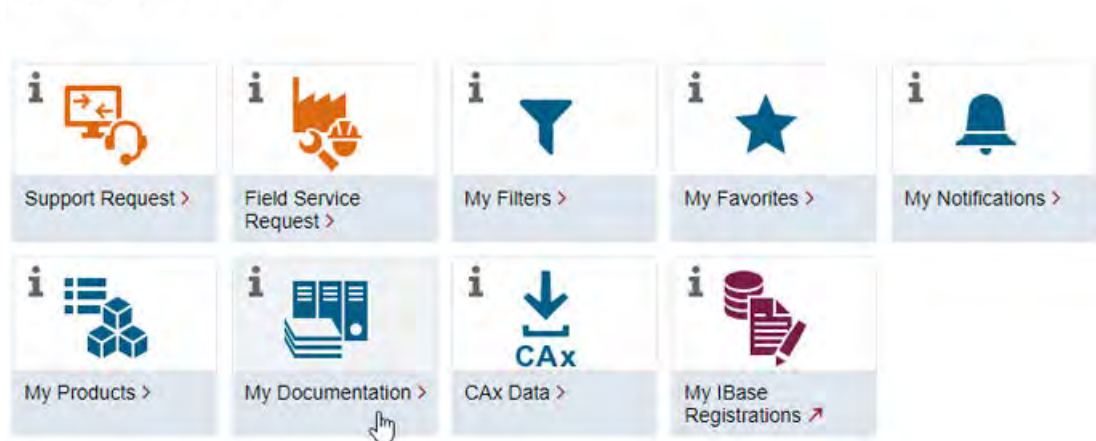 i
i
i
i
i
Support Request >
Field Service
Request >
My Filters >
My Favorites >
My Notifications >
i
i
i
CAx
i
My Products >
My Documentation >
CAx Data >
My IBase
Registrations ↗